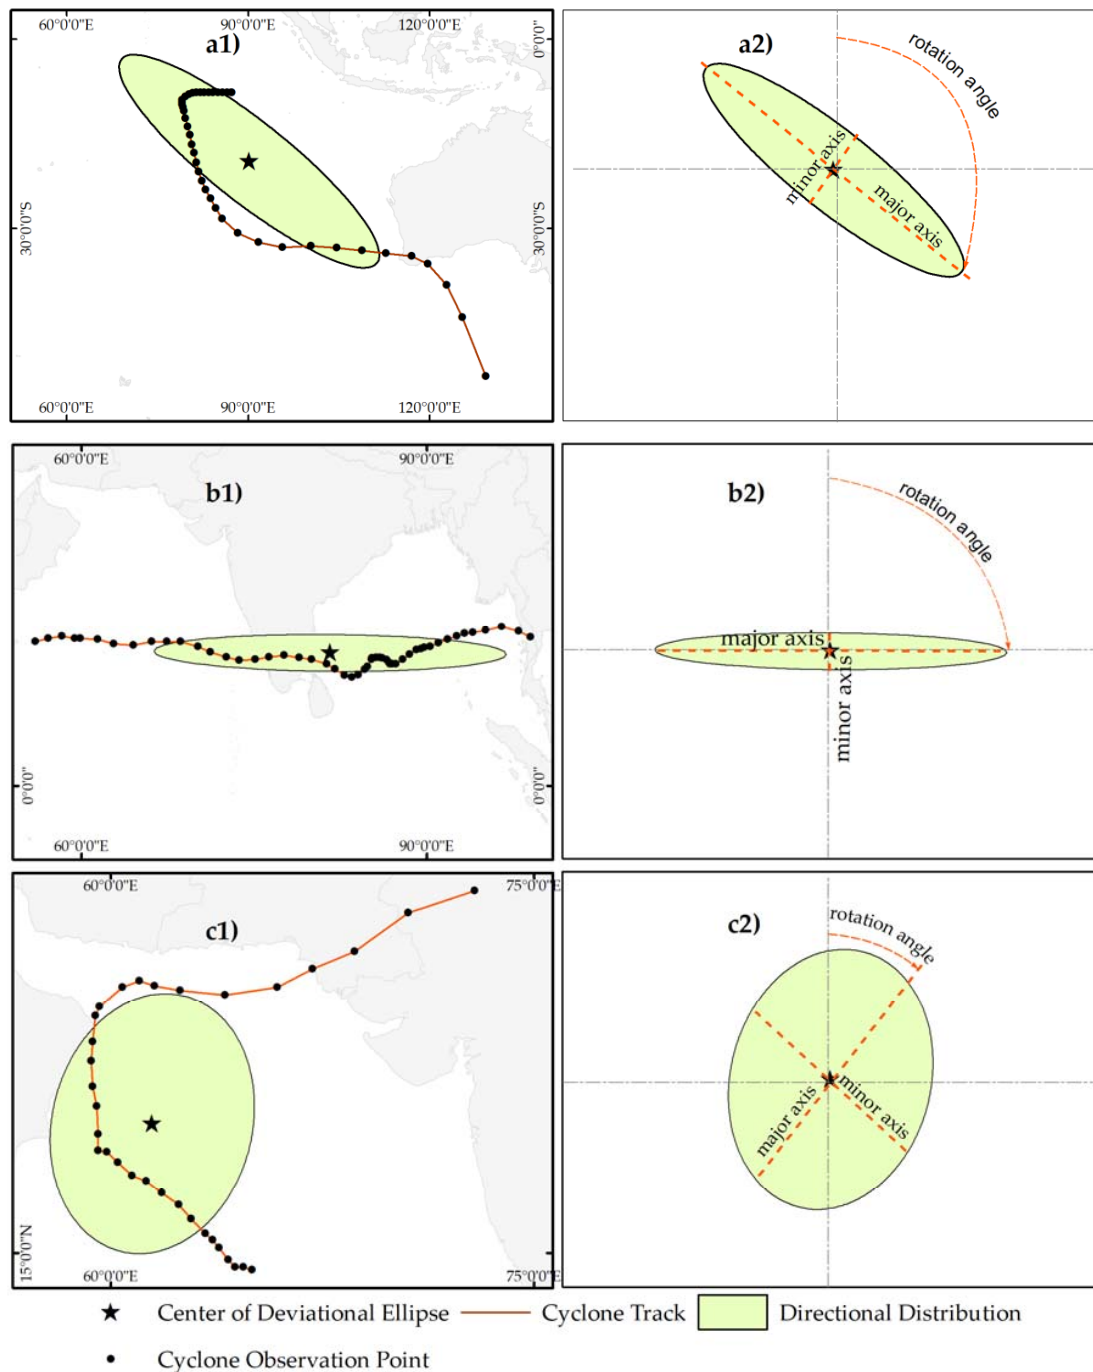 60°0'0"E 90°0'0"E 120°0'0"E
a1)
0°0'0"
30°0'0"S
30°0'0"S
60°0'0"E 90°0'0"E 120°0'0"E
a2)
rotation angle
minor axis
major axis
60°0'0"E 90°0'0"E
b1)
0°0'0"
0°0'0"
60°0'0"E 90°0'0"E
b2)
rotation angle
major axis
minor axis
60°0'0"E 75°0'0"E
c1)
15°0'0"N
60°0'0"E 75°0'0"E
c2)
rotation angle
minor axis
major axis
Center of Deviational Ellipse Cyclone Track Directional Distribution
Cyclone Observation Point